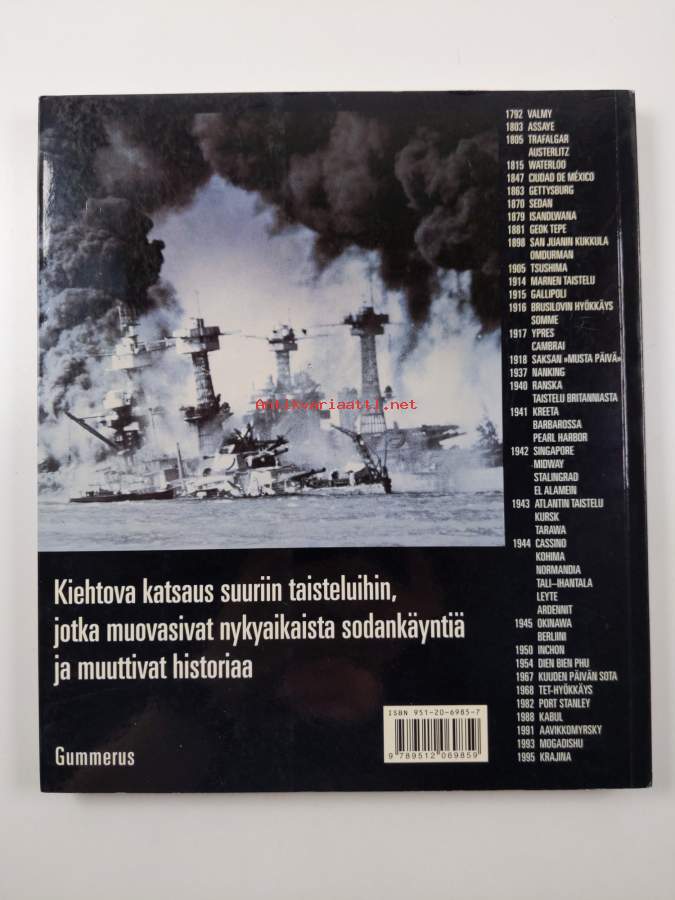 1792 VALMY
1803 ASSAYE
1805 TRAFALGAR
AUSTERLITZ
1815 WATERLOO
1847 CIUDAD DE MÉXICO
1863 GETTYSBURG
1870 SEDAN
1879 ISANDLWANA
1881 GEOK TEPE
1898 SAN JUANIN KUKKULA
OMDURMAN
1905 TSUSHIMA
1914 MARNEN TAISTELU
1915 GALLIPOLI
1916 BRUSILOVIN HYÖKKÄYS
SOMME
1917 YPRES
CAMBRAI
1918 SAKSAN »MUSTA PÄIVÄ»
1937 NANKING
1940 RANSKA
TAISTELU BRITANNIASTA
1941 KREETA
BARBAROSSA
PEARL HARBOR
1942 SINGAPORE
MIDWAY
STALINGRAD
EL ALAMEIN
1943 ATLANTIN TAISTELU
KURSK
TARAWA
1944 CASSINO
KOHIMA
NORMANDIA
TALI–IHANTALA
LEYTE
ARDENNIT
1945 OKINAWA
BERLIINI
1950 INCHON
1954 DIEN BIEN PHU
1967 KUUDEN PÄIVÄN SOTA
1968 TET-HYÖKKÄYS
1982 PORT STANLEY
1988 KABUL
1991 AAVIKKOMYRSKY
1993 MOGADISHU
1995 KRAJINA
Antikvariaatti.net
Kiehtova katsaus suuriin taisteluihin,
jotka muovasivat nykyaikaista sodankäyntiä
ja muuttivat historiaa
Gummerus
ISBN 951-20-6985-7
9 789512 069859